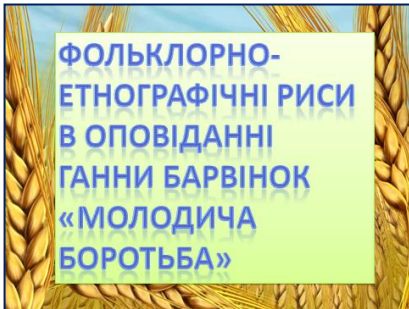 ФОЛЬКЛОРНО-
ЕТНОГРАФІЧНІ РИСИ
В ОПОВІДАННІ
ГАННИ БАРВІНОК
«МОЛОДИЧА
БОРОТЬБА»